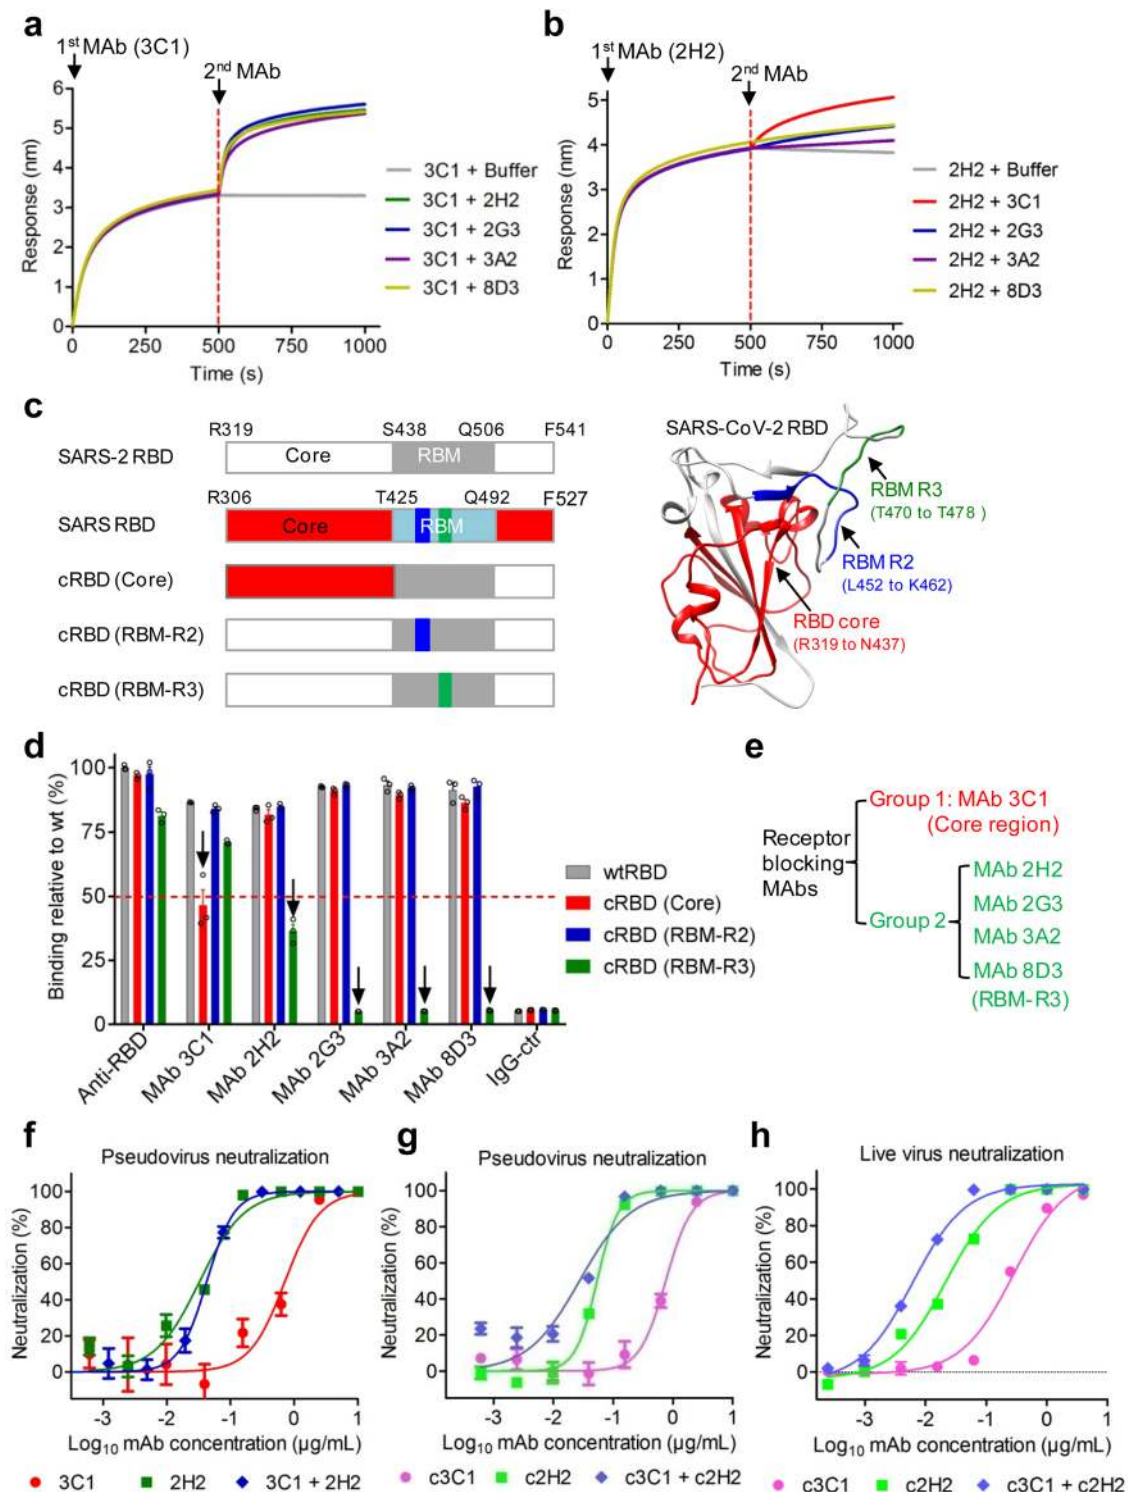 a
1st MAb (3C1)
2nd MAb
6
5
4
3
2
1
0
Response (nm)
0 250 500 750 1000
Time (s)
3C1 + Buffer
3C1 + 2H2
3C1 + 2G3
3C1 + 3A2
3C1 + 8D3
b
1st MAb (2H2)
2nd MAb
5
4
3
2
1
0
Response (nm)
0 250 500 750 1000
Time (s)
2H2 + Buffer
2H2 + 3C1
2H2 + 2G3
2H2 + 3A2
2H2 + 8D3
c
R319 S438 Q506 F541
SARS-2 RBD Core RBM
R306 T425 Q492 F527
SARS RBD Core RBM
cRBD (Core)
cRBD (RBM-R2)
cRBD (RBM-R3)
SARS-CoV-2 RBD
RBM R3
(T470 to T478 )
RBM R2
(L452 to K462)
RBD core
(R319 to N437)
d
Binding relative to wt (%)
100
75
50
25
0
Anti-RBD
MAb 3C1
MAb 2H2
MAb 2G3
MAb 3A2
MAb 8D3
IgG-ctr
wtRBD
cRBD (Core)
cRBD (RBM-R2)
cRBD (RBM-R3)
e
Receptor
blocking
MAbs
Group 1: MAb 3C1
(Core region)
Group 2
MAb 2H2
MAb 2G3
MAb 3A2
MAb 8D3
(RBM-R3)
f
Pseudovirus neutralization
Neutralization (%)
100
80
60
40
20
0
-3 -2 -1 0 1
Log10 mAb concentration (µg/mL)
3C1 2H2 3C1 + 2H2
g
Pseudovirus neutralization
Neutralization (%)
100
80
60
40
20
0
-3 -2 -1 0 1
Log10 mAb concentration (µg/mL)
c3C1 c2H2 c3C1 + c2H2
h
Live virus neutralization
Neutralization (%)
100
80
60
40
20
0
-3 -2 -1 0 1
Log10 mAb concentration (µg/mL)
c3C1 c2H2 c3C1 + c2H2